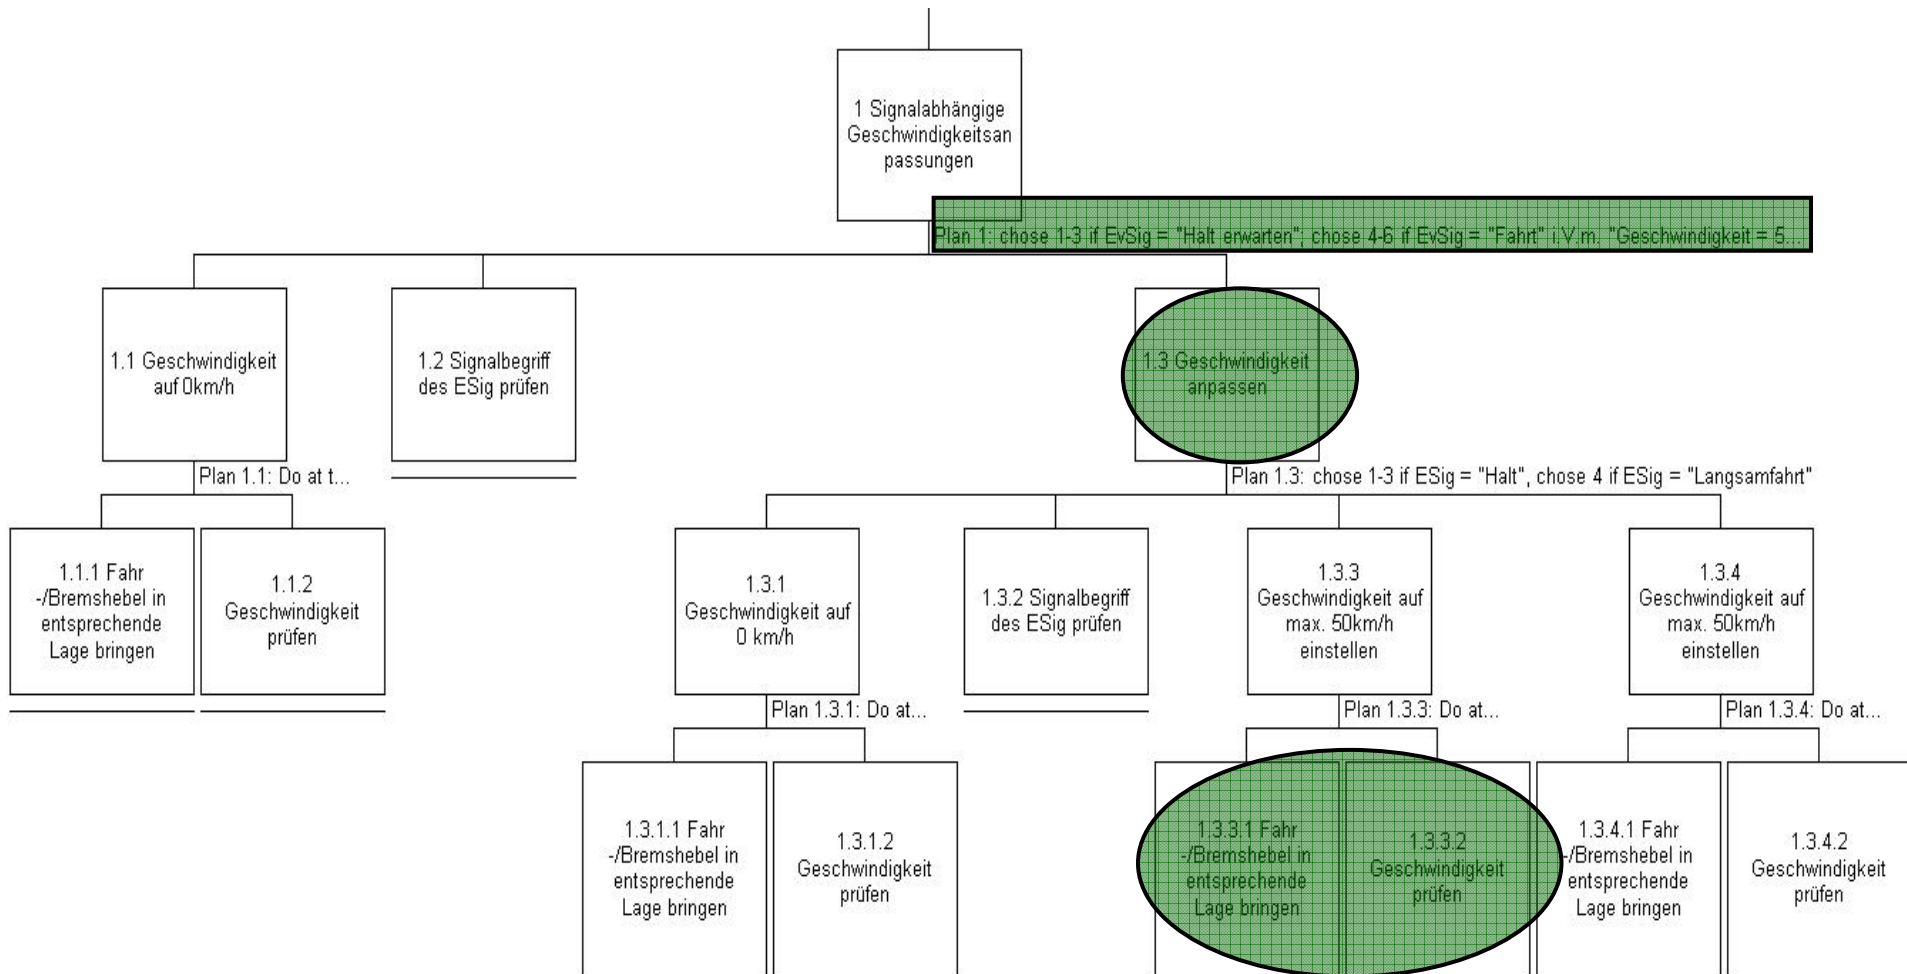 1 Signalabhängige
Geschwindigkeitsan
passungen
Plan 1: chose 1-3 if EvSig = "Halt erwarten", chose 4-6 if EvSig = "Fahrt" i.V.m. "Geschwindigkeit = 5...
1.1 Geschwindigkeit
auf 0km/h
1.2 Signalbegriff
des ESig prüfen
1.3 Geschwindigkeit
anpassen
Plan 1.1: Do at t...
Plan 1.3: chose 1-3 if ESig = "Halt", chose 4 if ESig = "Langsamfahrt"
1.1.1 Fahr
-/Bremshebel in
entsprechende
Lage bringen
1.1.2
Geschwindigkeit
prüfen
1.3.1
Geschwindigkeit auf
0 km/h
1.3.2 Signalbegriff
des ESig prüfen
1.3.3
Geschwindigkeit auf
max. 50km/h
einstellen
1.3.4
Geschwindigkeit auf
max. 50km/h
einstellen
Plan 1.3.1: Do at...
Plan 1.3.3: Do at...
Plan 1.3.4: Do at...
1.3.1.1 Fahr
-/Bremshebel in
entsprechende
Lage bringen
1.3.1.2
Geschwindigkeit
prüfen
1.3.3.1 Fahr
-/Bremshebel in
entsprechende
Lage bringen
1.3.3.2
Geschwindigkeit
prüfen
1.3.4.1 Fahr
-/Bremshebel in
entsprechende
Lage bringen
1.3.4.2
Geschwindigkeit
prüfen